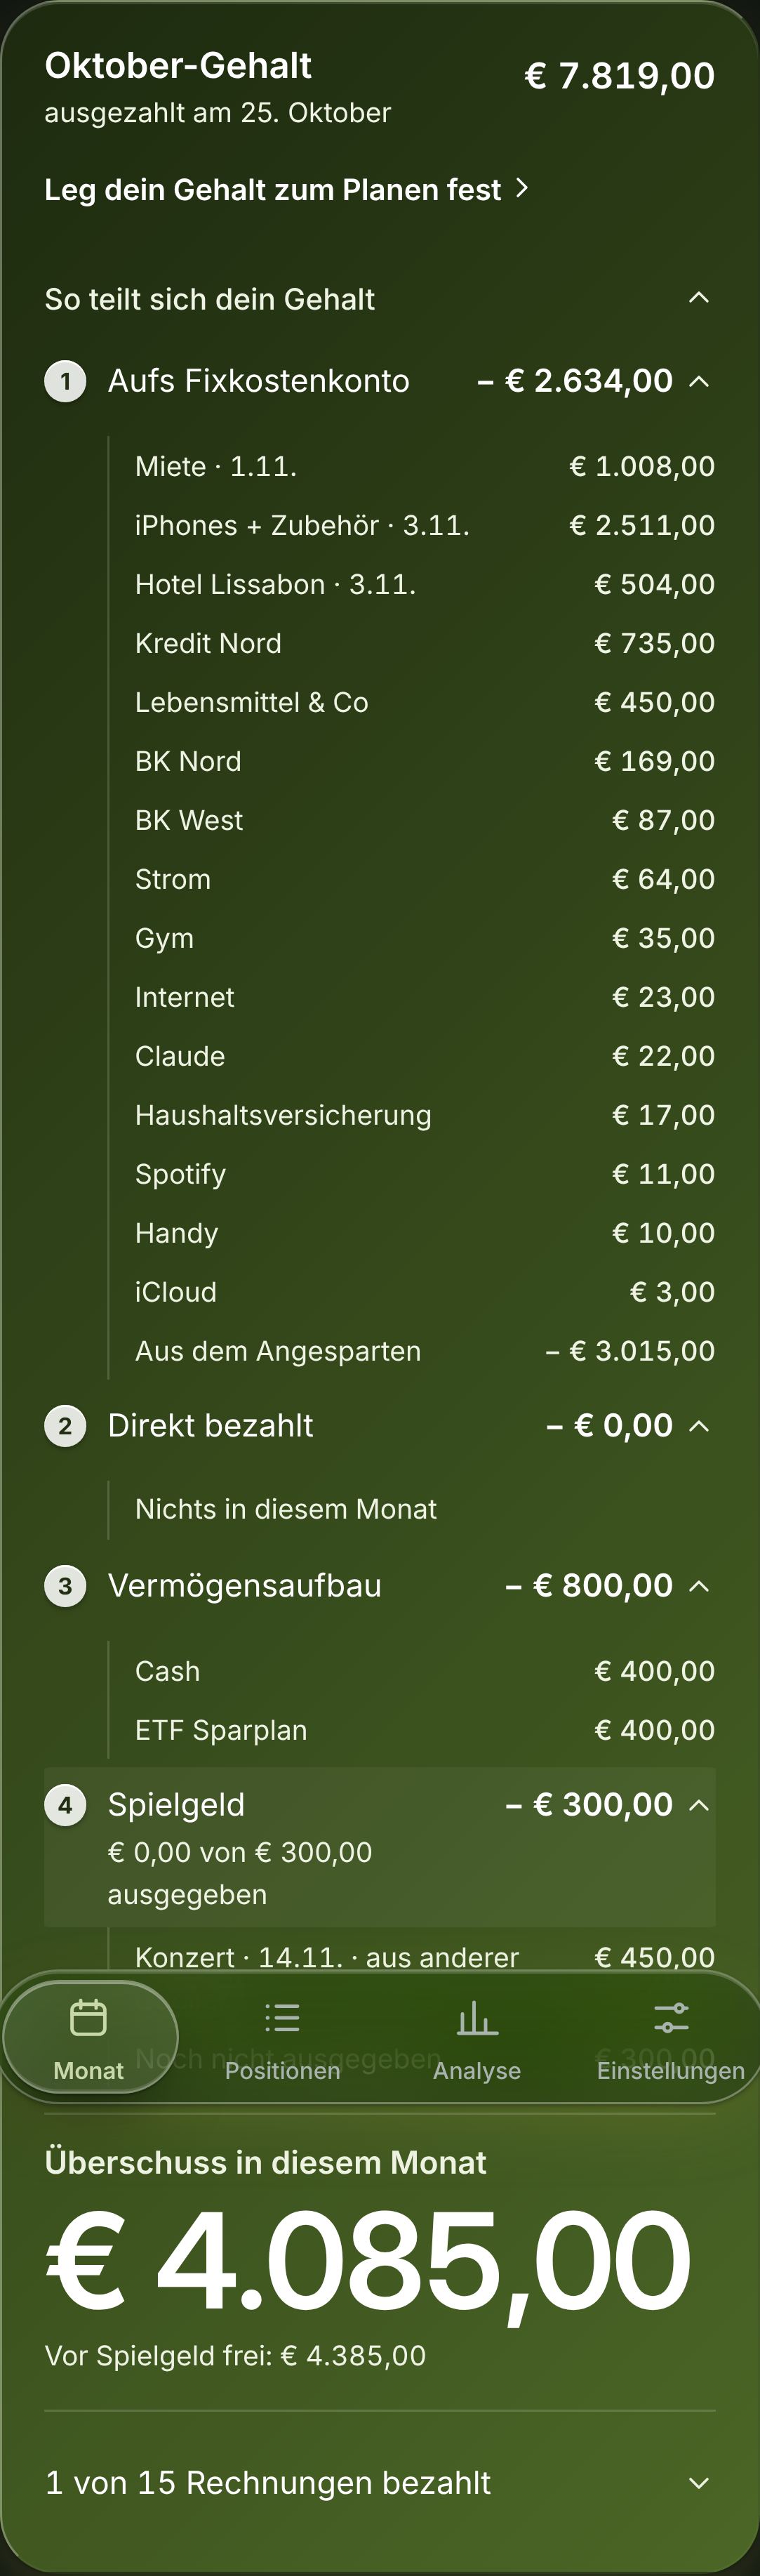 Oktober-Gehalt
€ 7.819,00
ausgezahlt am 25. Oktober
Leg dein Gehalt zum Planen fest
So teilt sich dein Gehalt
1 Aufs Fixkostenkonto – € 2.634,00
Miete · 1.11. € 1.008,00
iPhones + Zubehör · 3.11. € 2.511,00
Hotel Lissabon · 3.11. € 504,00
Kredit Nord € 735,00
Lebensmittel & Co € 450,00
BK Nord € 169,00
BK West € 87,00
Strom € 64,00
Gym € 35,00
Internet € 23,00
Claude € 22,00
Haushaltsversicherung € 17,00
Spotify € 11,00
Handy € 10,00
iCloud € 3,00
Aus dem Angesparten – € 3.015,00
2 Direkt bezahlt – € 0,00
Nichts in diesem Monat
3 Vermögensaufbau – € 800,00
Cash € 400,00
ETF Sparplan € 400,00
4 Spielgeld – € 300,00
€ 0,00 von € 300,00
ausgegeben
Konzert · 14.11. · aus anderer € 450,00
Noch nicht ausgegeben € 300,00
Monat Positionen Analyse Einstellungen
Überschuss in diesem Monat
€ 4.085,00
Vor Spielgeld frei: € 4.385,00
1 von 15 Rechnungen bezahlt